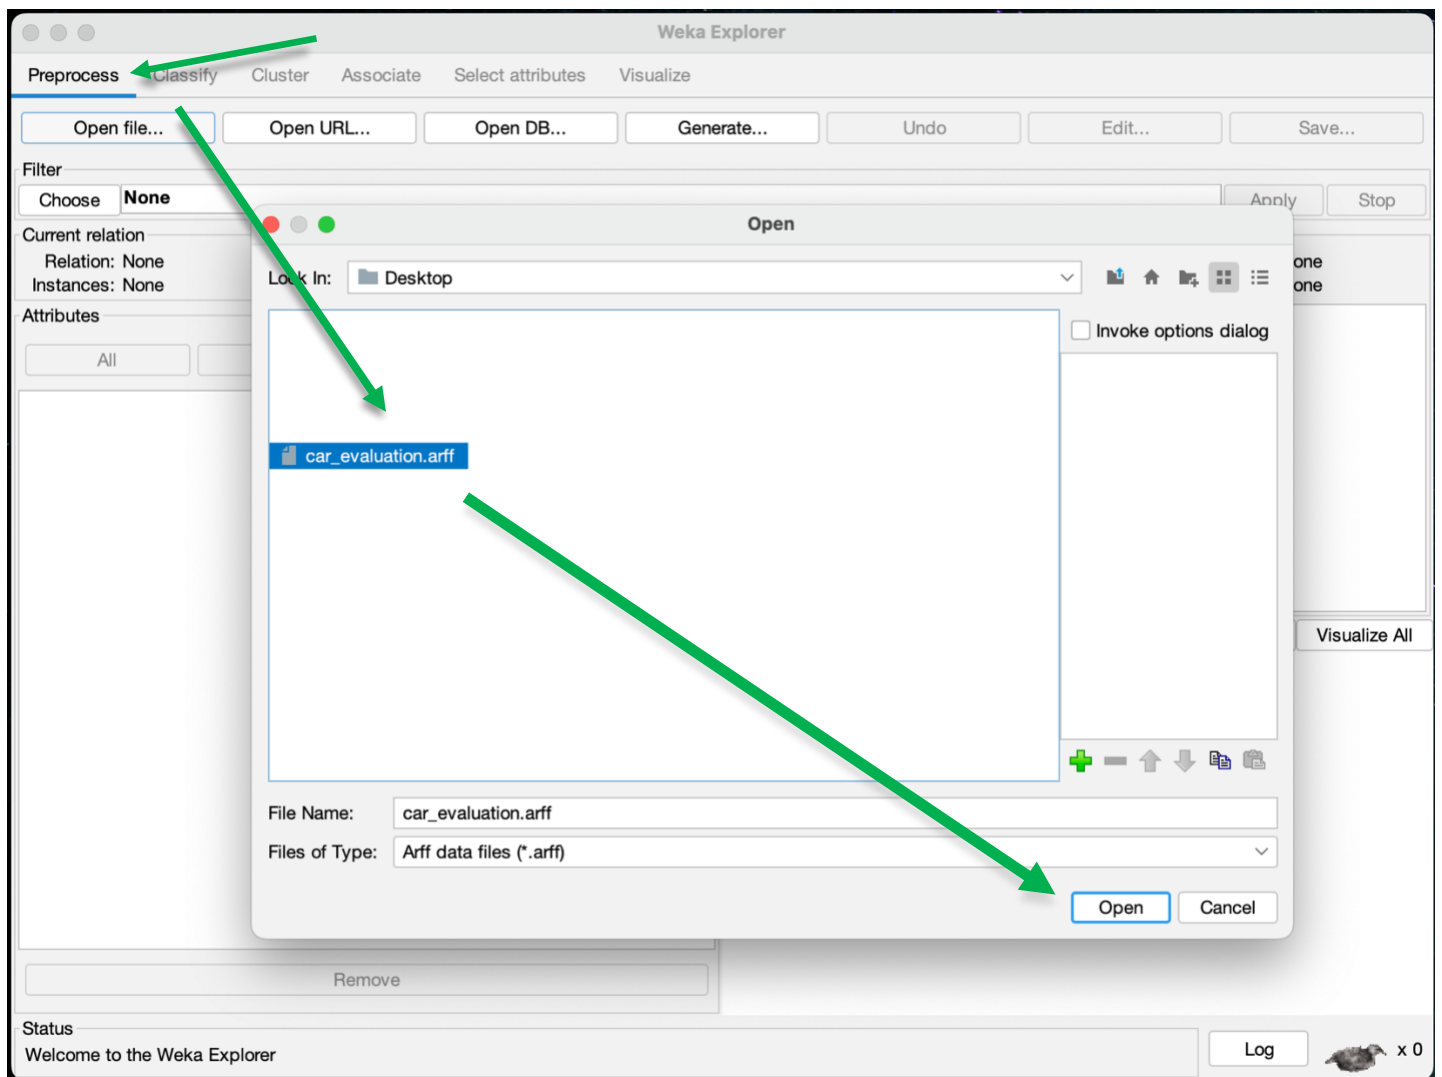 Weka Explorer
Preprocess Classify Cluster Associate Select attributes Visualize
Open file... Open URL... Open DB... Generate... Undo Edit... Save...
Filter
Choose None Apply Stop
Current relation
Relation: None
Instances: None
one
one
Attributes
All
Open
Look In: Desktop
Invoke options dialog
car_evaluation.arff
Visualize All
File Name: car_evaluation.arff
Files of Type: Arff data files (*.arff)
Open Cancel
Remove
Status
Welcome to the Weka Explorer
Log x 0